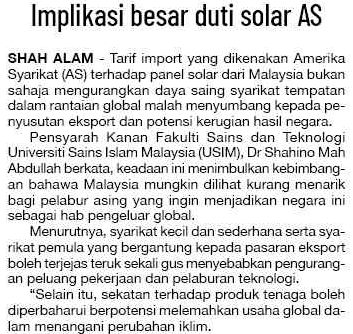 Implikasi besar duti solar AS
SHAH ALAM - Tarif import yang dikenakan Amerika
Syarikat (AS) terhadap panel solar dari Malaysia bukan
sahaja mengurangkan daya saing syarikat tempatan
dalam rantaian global malah menyumbang kepada pe-
nyusutan eksport dan potensi kerugian hasil negara.
Pensyarah Kanan Fakulti Sains dan Teknologi
Universiti Sains Islam Malaysia (USIM), Dr Shahino Mah
Abdullah berkata, keadaan ini menimbulkan kebimbang-
an bahawa Malaysia mungkin dilihat kurang menarik
bagi pelabur asing yang ingin menjadikan negara ini
sebagai hab pengeluar global.
Menurutnya, syarikat kecil dan sederhana serta sya-
rikat pemula yang bergantung kepada pasaran eksport
boleh terjejas teruk sekali gus menyebabkan pengurang-
an peluang pekerjaan dan pelaburan teknologi.
"Selain itu, sekatan terhadap produk tenaga boleh
diperbaharui berpotensi melemahkan usaha global da-
lam menangani perubahan iklim.